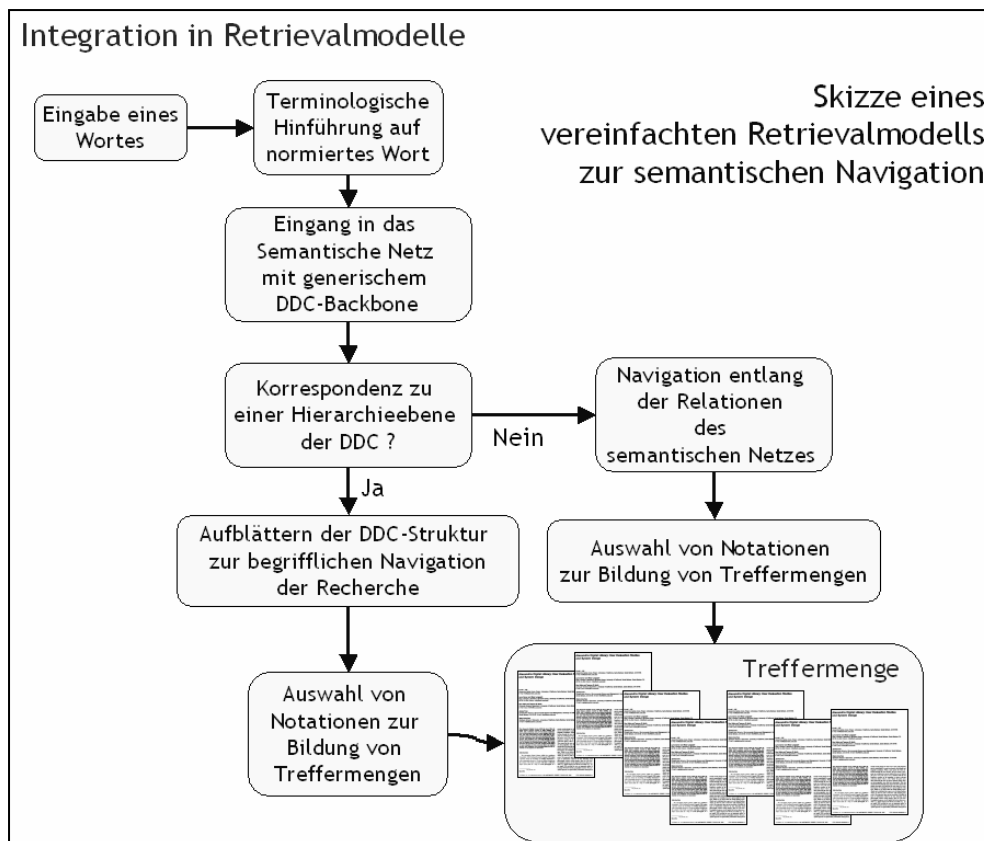 Integration in Retrievalmodelle
Skizze eines
vereinfachten Retrievalmodells
zur semantischen Navigation
Eingabe eines
Wortes
Terminologische
Hinführung auf
normiertes Wort
Eingang in das
Semantische Netz
mit generischem
DDC-Backbone
Korrespondenz zu
einer Hierarchieebene
der DDC ?
Nein
Navigation entlang
der Relationen
des
semantischen Netzes
Ja
Aufblättern der DDC-Struktur
zur begrifflichen Navigation
der Recherche
Auswahl von Notationen
zur Bildung von Treffermengen
Auswahl von
Notationen zur
Bildung von
Treffermengen
Treffermenge